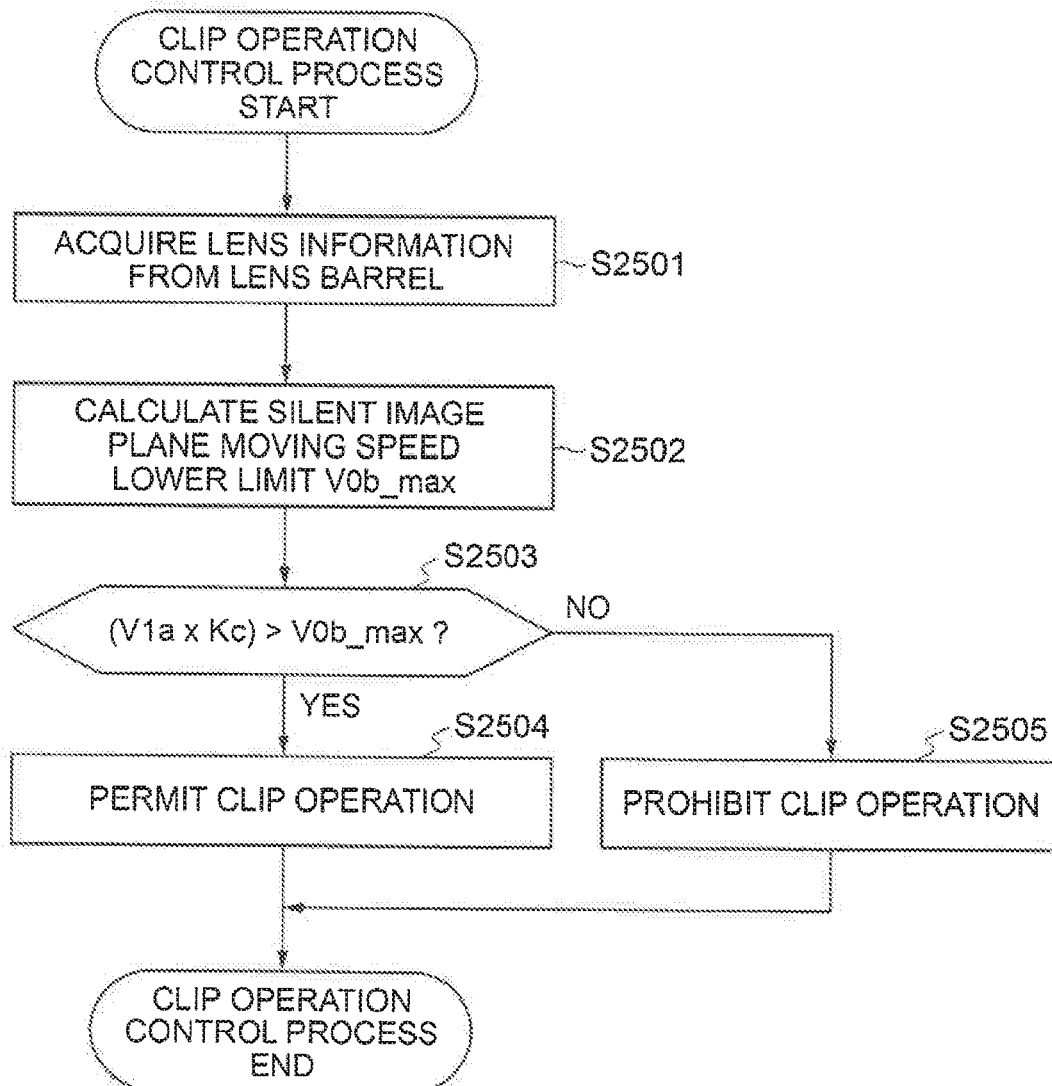 CLIP OPERATION
CONTROL PROCESS
START
ACQUIRE LENS INFORMATION
FROM LENS BARREL
S2501
CALCULATE SILENT IMAGE
PLANE MOVING SPEED
LOWER LIMIT V0b_max
S2502
S2503
(V1a x Kc) > V0b_max ?
NO
YES
S2504
S2505
PERMIT CLIP OPERATION
PROHIBIT CLIP OPERATION
CLIP OPERATION
CONTROL PROCESS
END